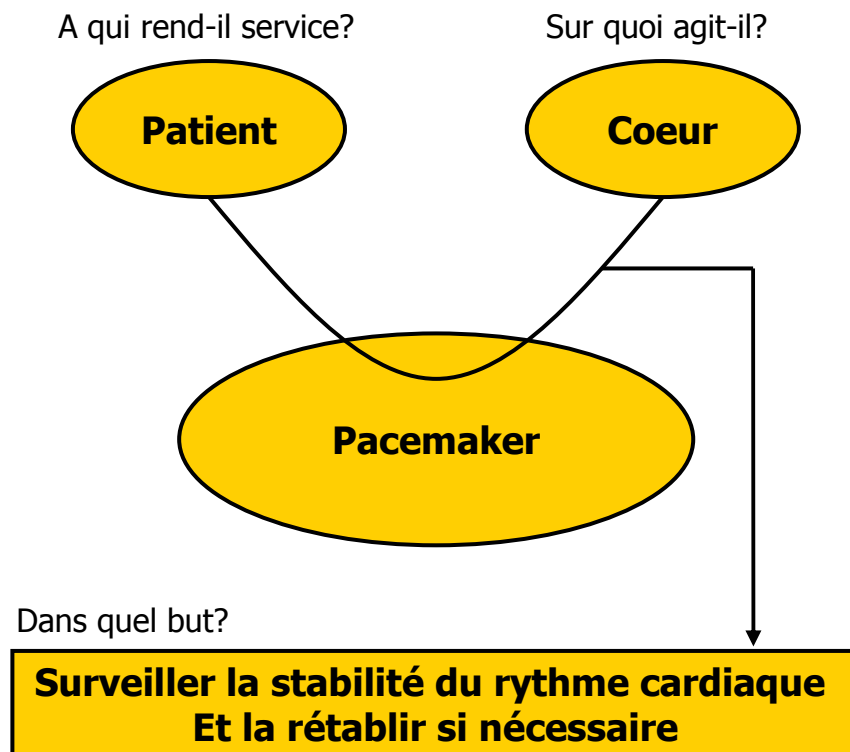 A qui rend-il service?
Sur quoi agit-il?
Patient
Coeur
Pacemaker
Dans quel but?
Surveiller la stabilité du rythme cardiaque
Et la rétablir si nécessaire